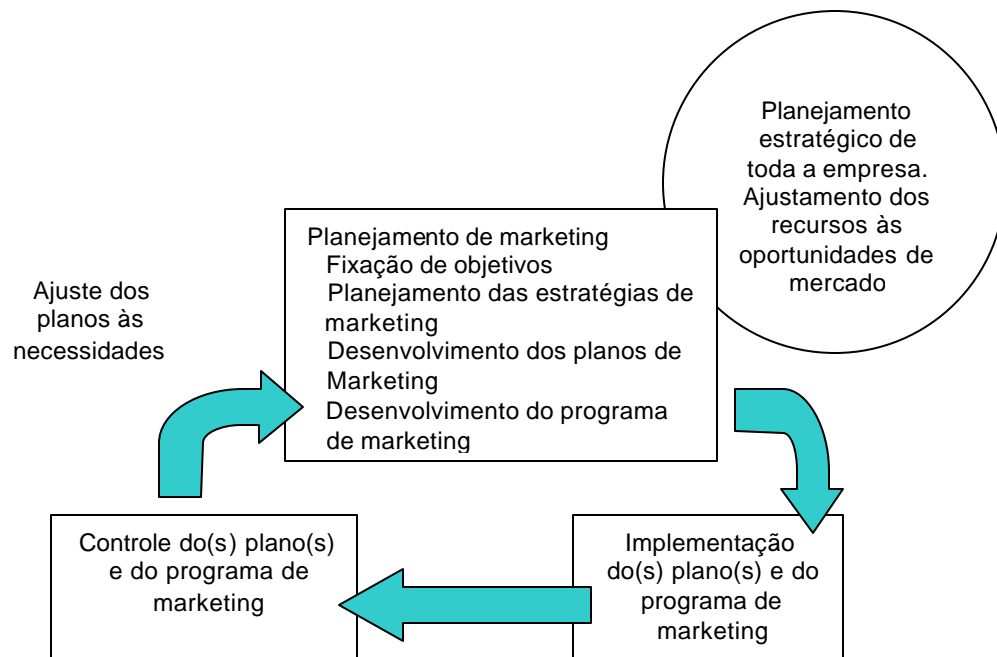 Planejamento
estratégico de
toda a empresa.
Ajustamento dos
recursos às
oportunidades de
mercado
Planejamento de marketing
Fixação de objetivos
Planejamento das estratégias de
marketing
Desenvolvimento dos planos de
Marketing
Desenvolvimento do programa
de marketing
Ajuste dos
planos às
necessidades
Controle do(s) plano(s)
e do programa de
marketing
Implementação
do(s) plano(s) e do
programa de
marketing